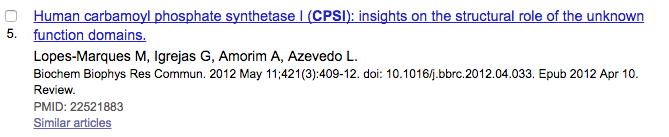 Human carbamoyl phosphate synthetase I (CPSI): insights on the structural role of the unknown
5. function domains.
Lopes-Marques M, Igrejas G, Amorim A, Azevedo L.
Biochem Biophys Res Commun. 2012 May 11;421(3):409-12. doi: 10.1016/j.bbrc.2012.04.033. Epub 2012 Apr 10.
Review.
PMID: 22521883
Similar articles